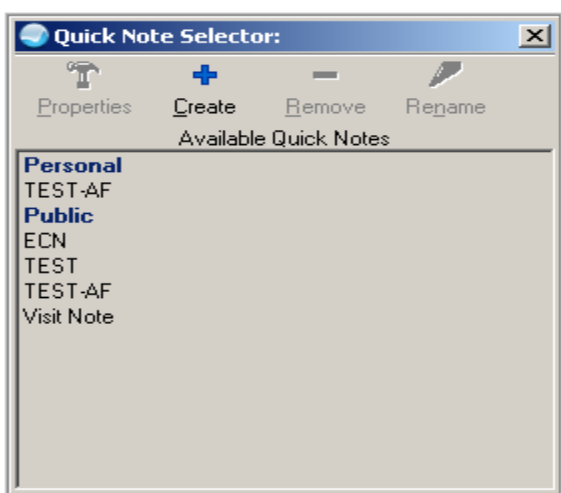 Quick Note Selector:
Properties Create Remove Rename
Available Quick Notes
Personal
TEST-AF
Public
ECN
TEST
TEST-AF
Visit Note